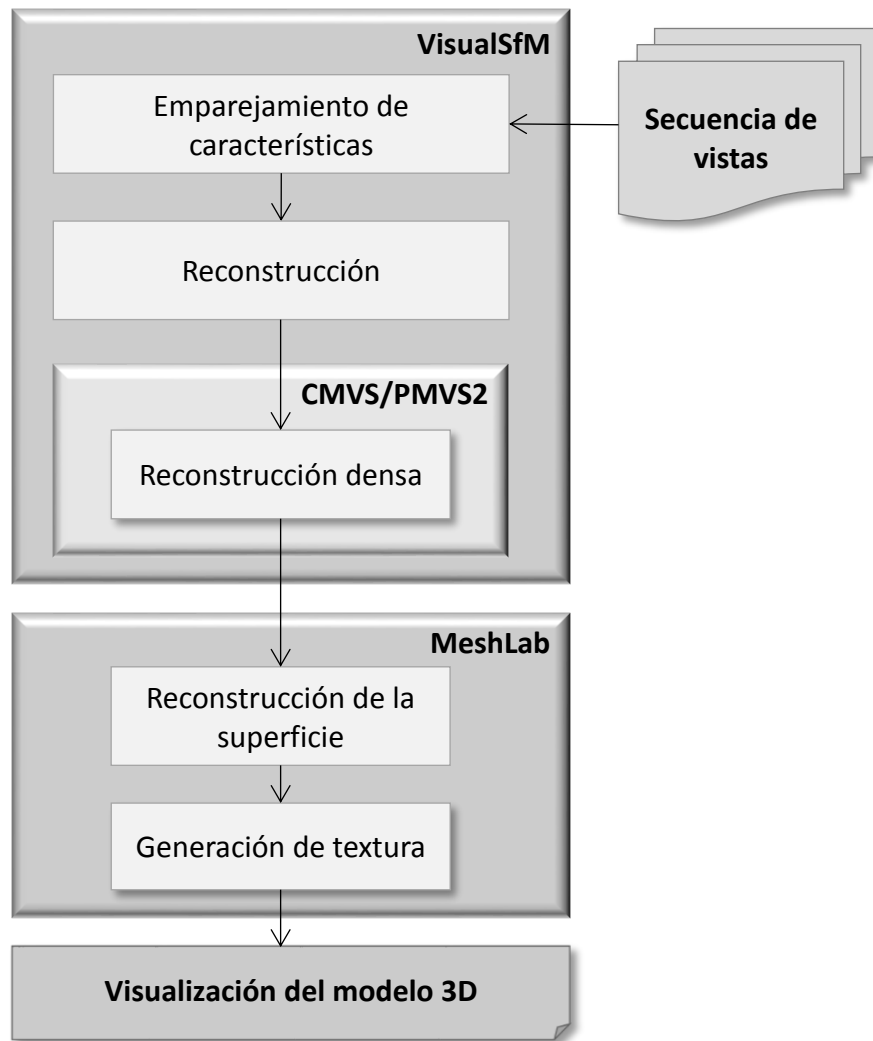 VisualSfM
Emparejamiento de
características
Secuencia de
vistas
Reconstrucción
CMVS/PMVS2
Reconstrucción densa
MeshLab
Reconstrucción de la
superficie
Generación de textura
Visualización del modelo 3D